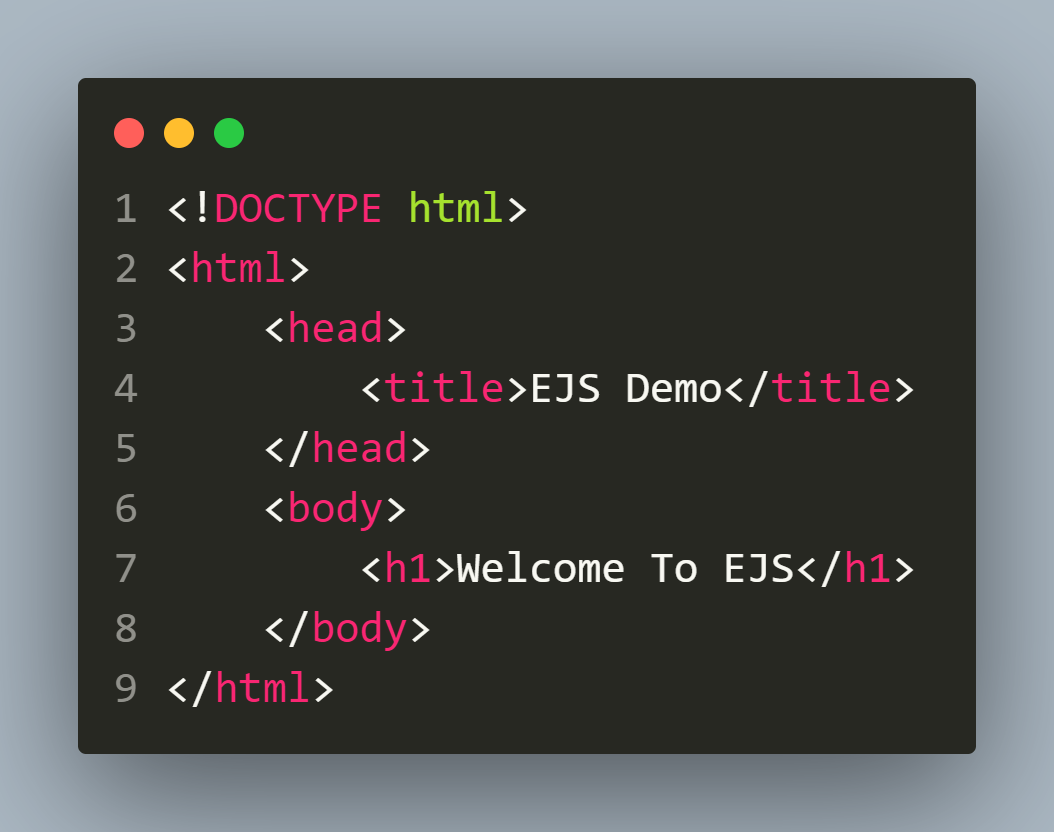 1 <!DOCTYPE html>
2 <html>
3     <head>
4         <title>EJS Demo</title>
5     </head>
6     <body>
7         <h1>Welcome To EJS</h1>
8     </body>
9 </html>